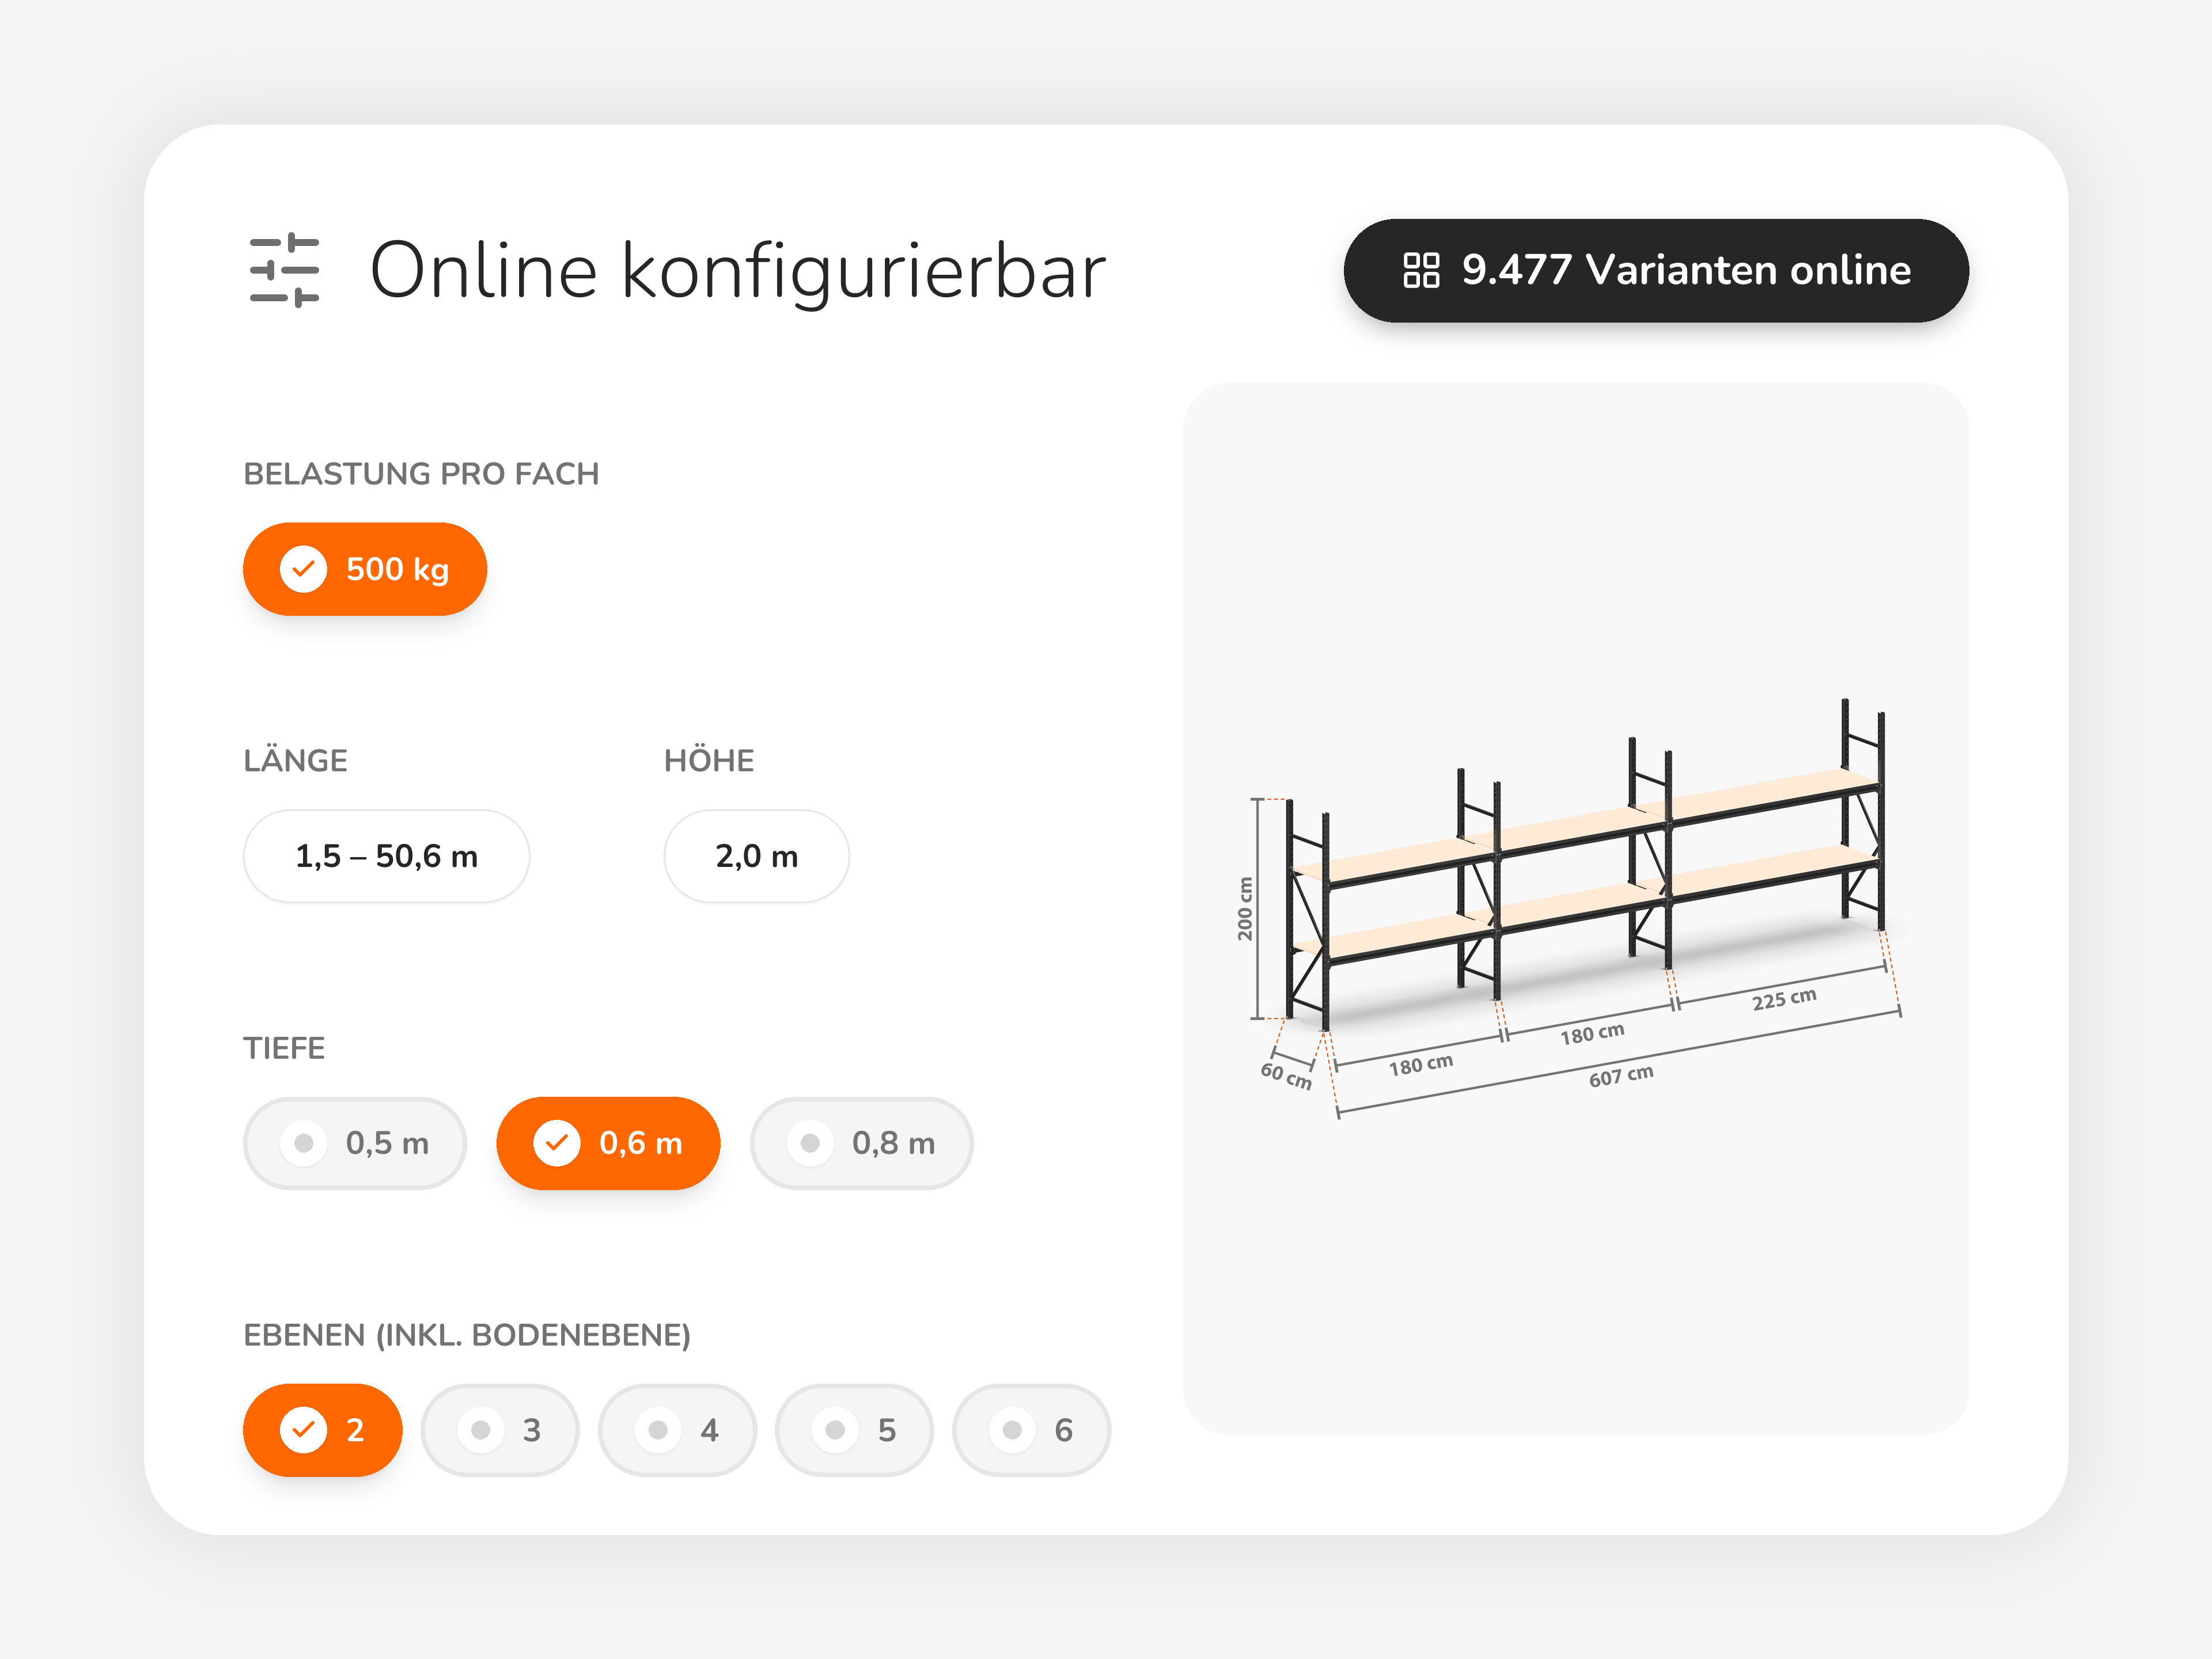 Online konfigurierbar
9.477 Varianten online
BELASTUNG PRO FACH
500 kg
LÄNGE
HÖHE
1,5 – 50,6 m
2,0 m
TIEFE
0,5 m
0,6 m
0,8 m
EBENEN (INKL. BODENEBENE)
2
3
4
5
6
200 cm
60 cm
180 cm
180 cm
225 cm
607 cm